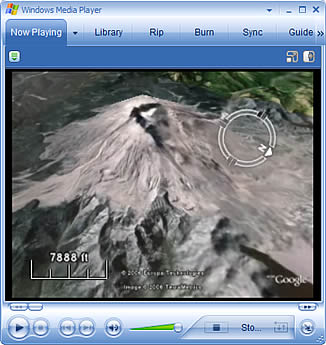 Windows Media Player
Now Playing Library Rip Burn Sync Guide »
N
7888 ft
© 2006 Europa Technologies
Image © 2006 TerraMetrics
Google
Sto...